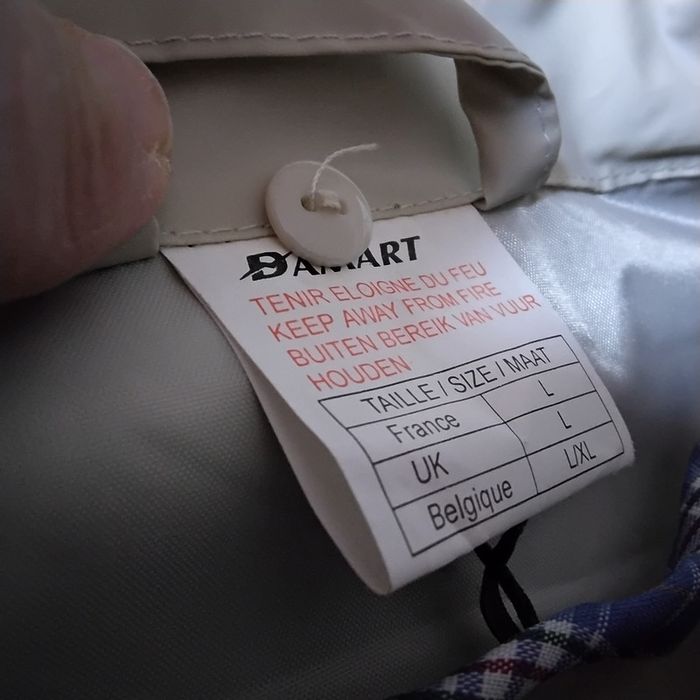 DAMART
TENIR ELOIGNE DU FEU
KEEP AWAY FROM FIRE
BUITEN BEREIK VAN VUUR
HOUDEN
TAILLE / SIZE / MAAT
France L
UK L
Belgique L/XL